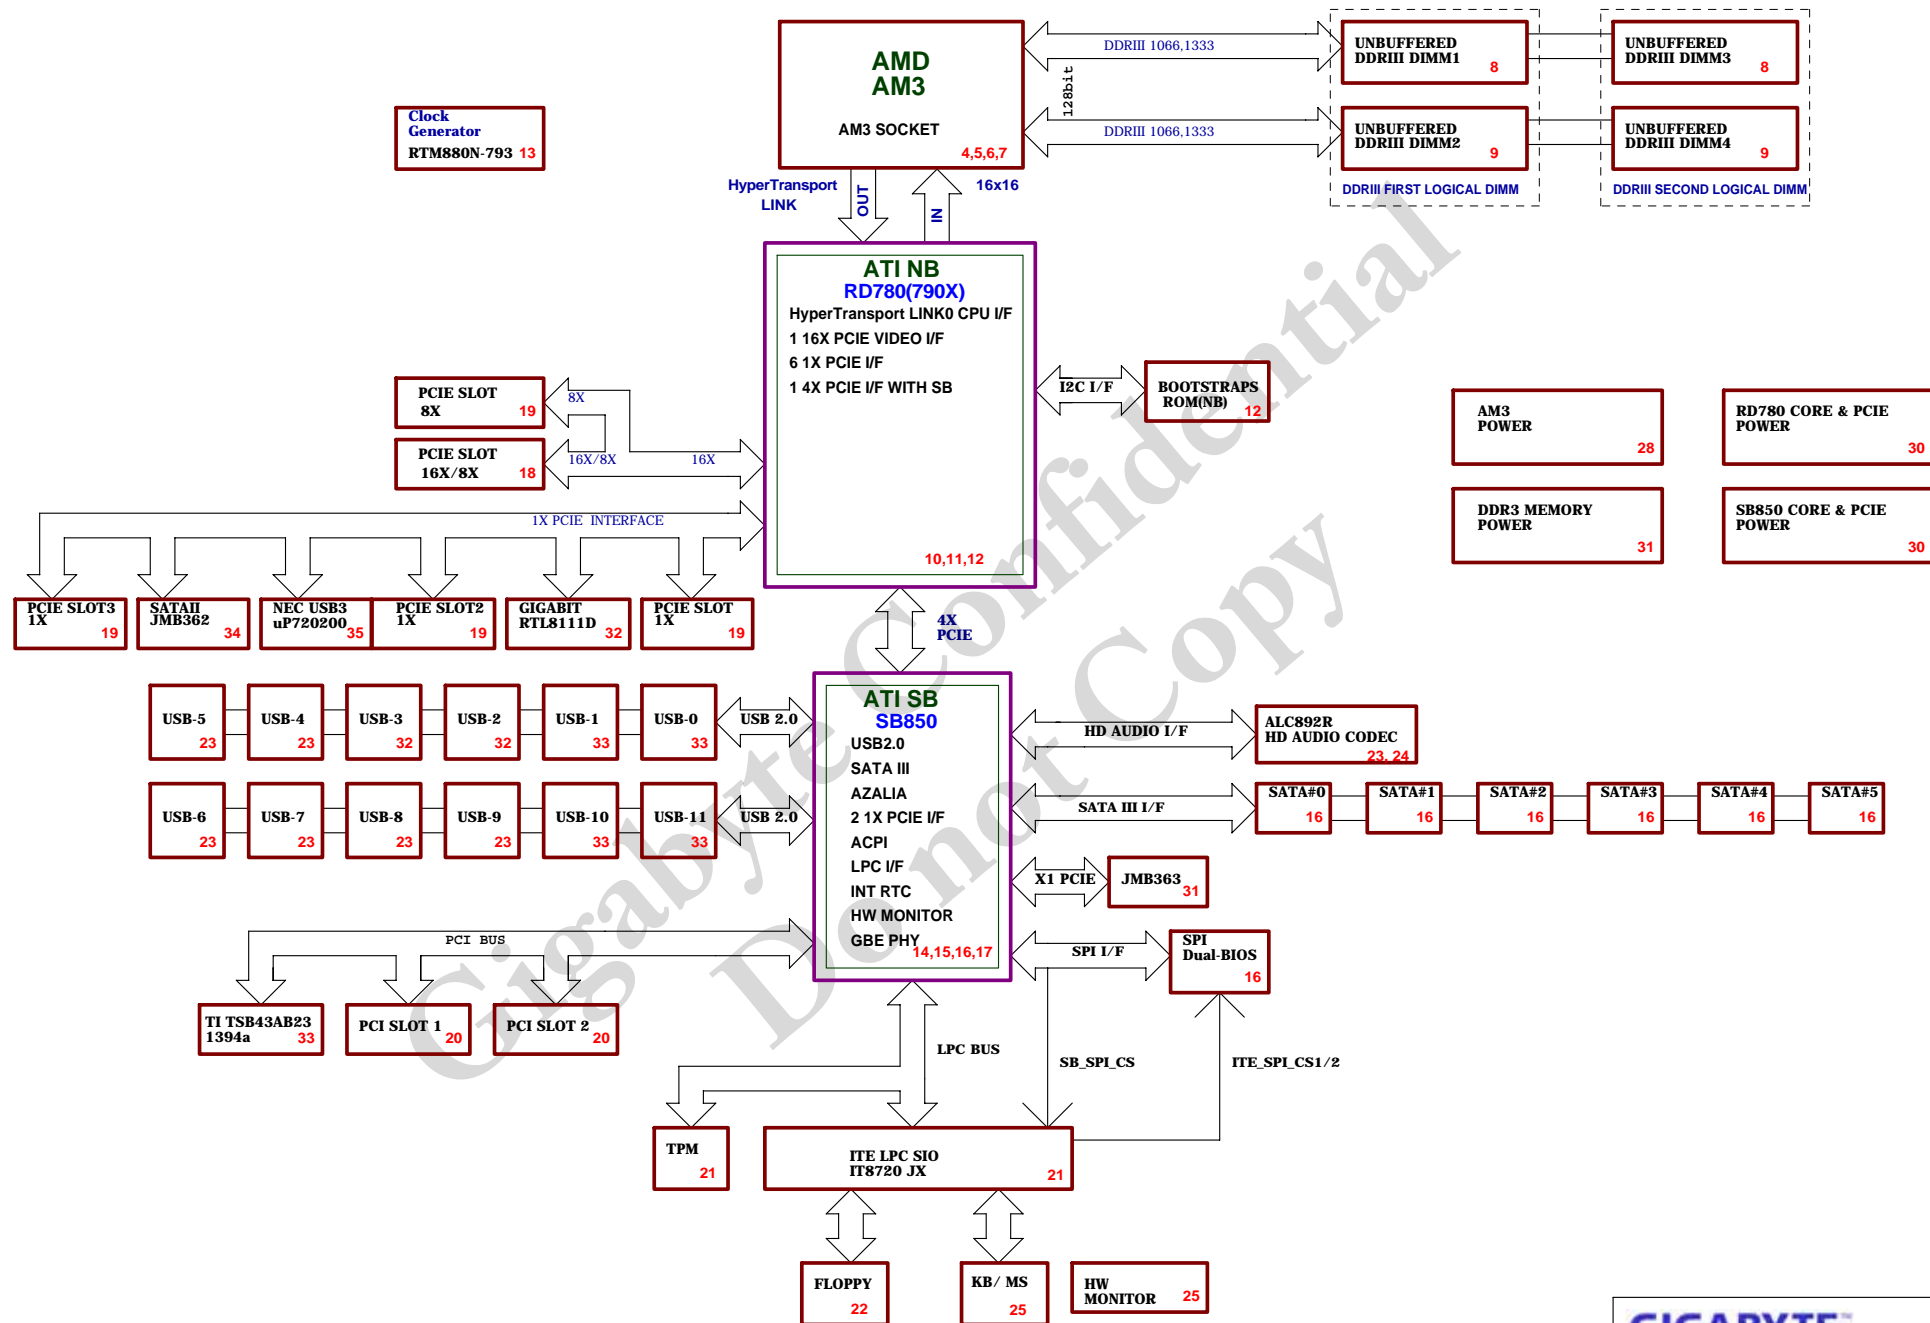 AMD
AM3
AM3 SOCKET
4,5,6,7
DDRIII 1066,1333
128bit
DDRIII 1066,1333
UNBUFFERED
DDRIII DIMM1
8
UNBUFFERED
DDRIII DIMM3
8
UNBUFFERED
DDRIII DIMM2
9
UNBUFFERED
DDRIII DIMM4
9
DDRIII FIRST LOGICAL DIMM
DDRIII SECOND LOGICAL DIMM
Clock
Generator
RTM880N-793 13
HyperTransport
LINK
OUT
IN
16x16
ATI NB
RD780(790X)
HyperTransport LINK0 CPU I/F
1 16X PCIE VIDEO I/F
6 1X PCIE I/F
1 4X PCIE I/F WITH SB
10,11,12
I2C I/F
BOOTSTRAPS
ROM(NB)
12
PCIE SLOT
8X
19
8X
PCIE SLOT
16X/8X
18
16X/8X
16X
1X PCIE INTERFACE
AM3
POWER
28
RD780 CORE & PCIE
POWER
30
DDR3 MEMORY
POWER
31
SB850 CORE & PCIE
POWER
30
PCIE SLOT3
1X
19
SATAII
JMB362
34
NEC USB3
uP720200
35
PCIE SLOT2
1X
19
GIGABIT
RTL8111D
32
PCIE SLOT
1X
19
4X
PCIE
USB-5
23
USB-4
23
USB-3
32
USB-2
32
USB-1
33
USB-0
33
USB 2.0
USB-6
23
USB-7
23
USB-8
23
USB-9
23
USB-10
33
USB-11
33
USB 2.0
ATI SB
SB850
USB2.0
SATA III
AZALIA
2 1X PCIE I/F
ACPI
LPC I/F
INT RTC
HW MONITOR
GBE PHY
14,15,16,17
HD AUDIO I/F
ALC892R
HD AUDIO CODEC
23, 24
SATA III I/F
SATA#0
16
SATA#1
16
SATA#2
16
SATA#3
16
SATA#4
16
SATA#5
16
X1 PCIE
JMB363
31
SPI I/F
SPI
Dual-BIOS
16
PCI BUS
TI TSB43AB23
1394a
33
PCI SLOT 1
20
PCI SLOT 2
20
LPC BUS
SB_SPI_CS
ITE_SPI_CS1/2
TPM
21
ITE LPC SIO
IT8720 JX
21
FLOPPY
22
KB/ MS
25
HW
MONITOR
25
Gigabyte Confidential
Do not Copy
GIGABYTE